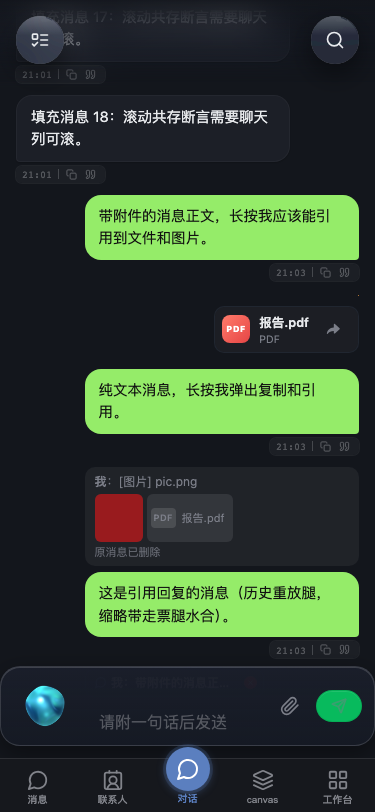 填充消息 17：滚动共存断言需要聊天
可滚。
21:01
填充消息 18：滚动共存断言需要聊天
列可滚。
21:01
带附件的消息正文，长按我应该能引
用到文件和图片。
21:03
PDF 报告.pdf
PDF
纯文本消息，长按我弹出复制和引
用。
21:03
我：[图片] pic.png
PDF 报告.pdf
原消息已删除
这是引用回复的消息（历史重放腿，
缩略带走票腿水合）。
21:03
请附一句话后发送
消息 联系人 对话 canvas 工作台